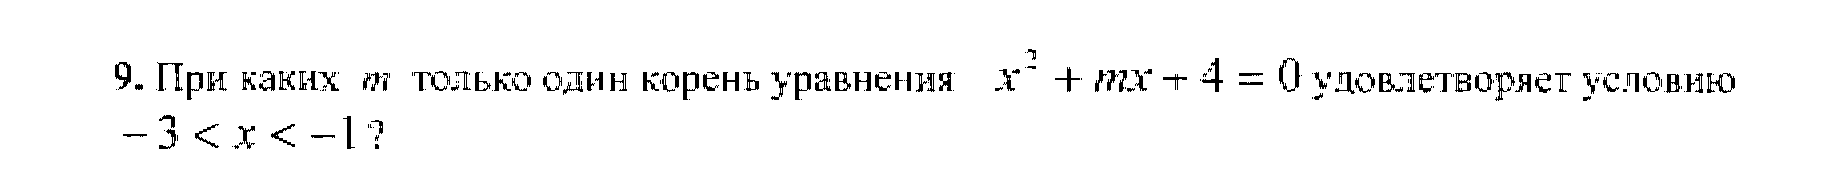 9. При каких m только один корень уравнения x² + mx + 4 = 0 удовлетворяет условию
−3 < x < −1?